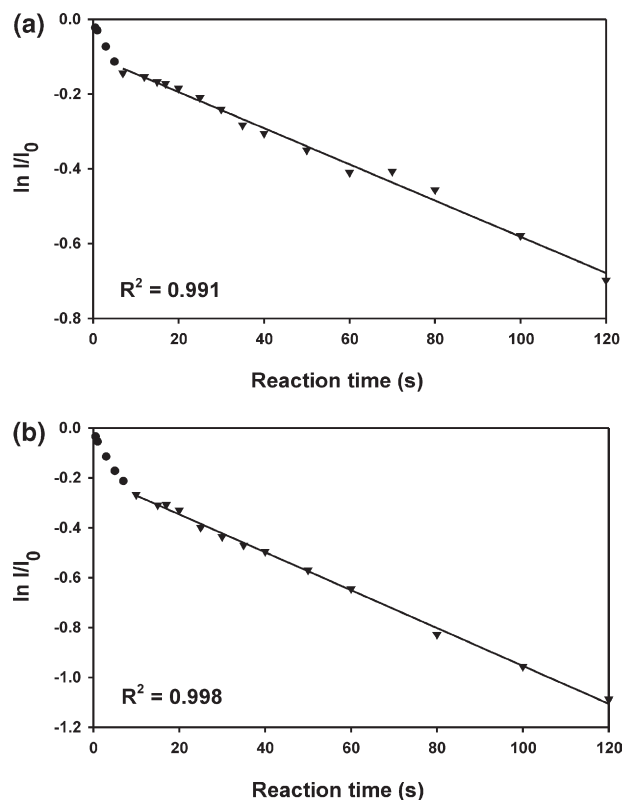 (a)
0.0
-0.2
-0.4
-0.6
-0.8
ln I/I0
R2 = 0.991
0 20 40 60 80 100 120
Reaction time (s)
(b)
0.0
-0.2
-0.4
-0.6
-0.8
-1.0
-1.2
ln I/I0
R2 = 0.998
0 20 40 60 80 100 120
Reaction time (s)